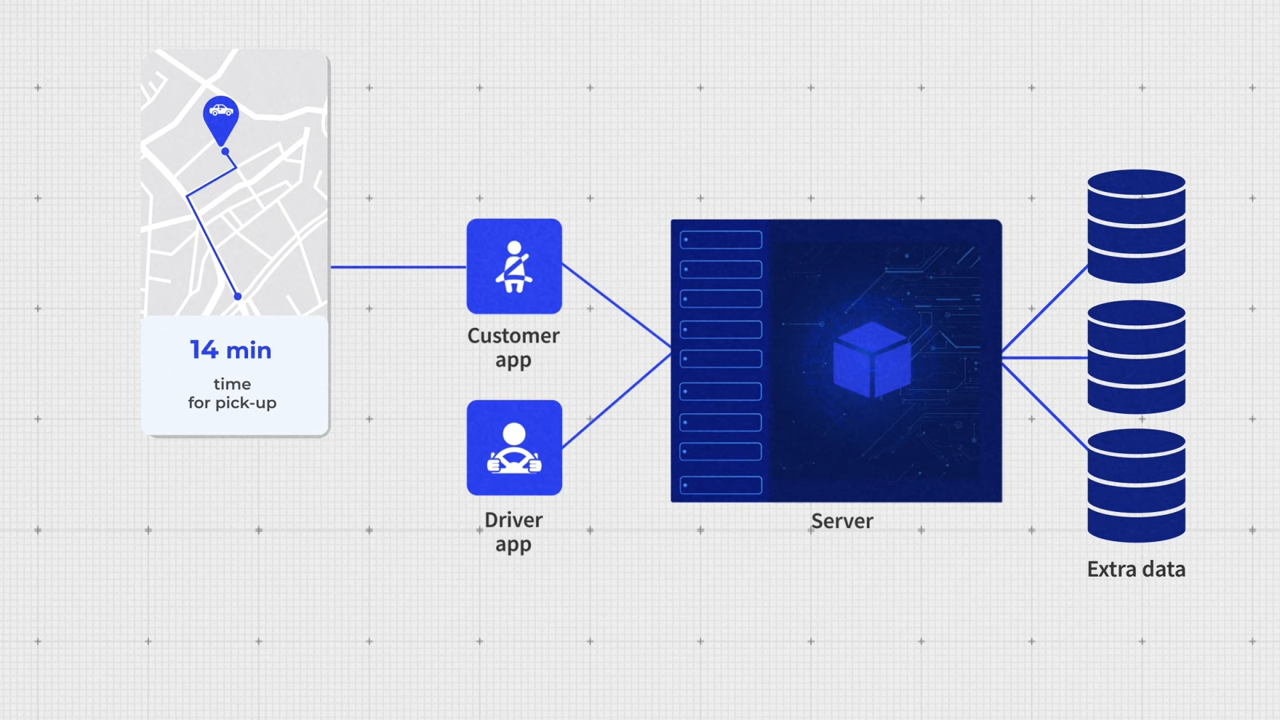 14 min
time
for pick-up
Customer
app
Driver
app
Server
Extra data